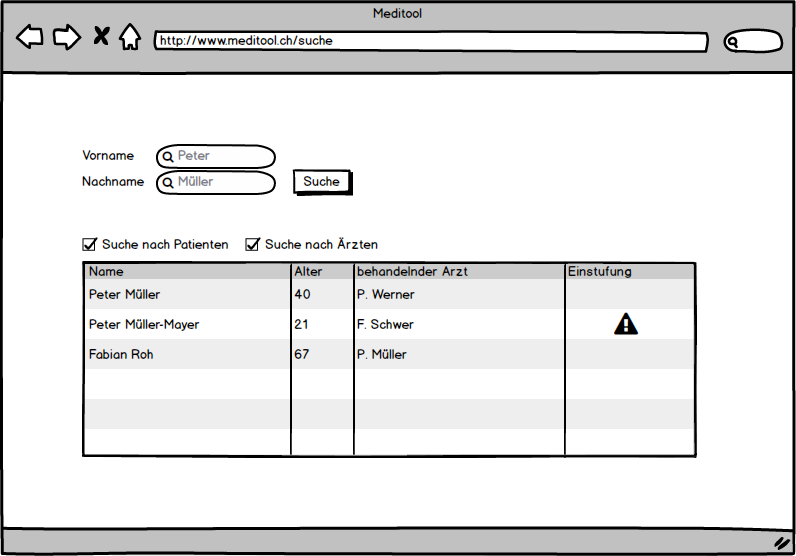 Meditool
http://www.meditool.ch/suche
Vorname Peter
Nachname Müller Suche
Suche nach Patienten Suche nach Ärzten
Name Alter behandelnder Arzt Einstufung
Peter Müller 40 P. Werner
Peter Müller-Mayer 21 F. Schwer
Fabian Roh 67 P. Müller